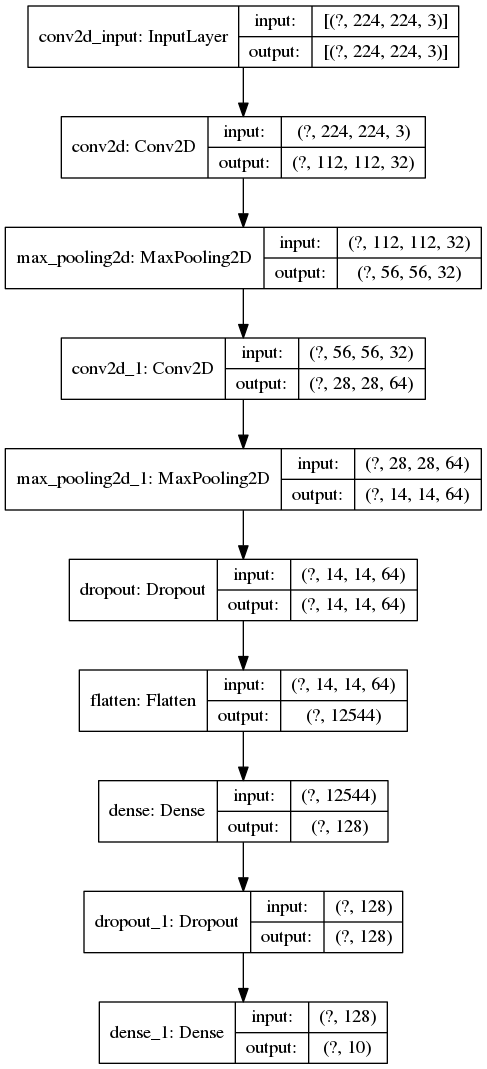 conv2d_input: InputLayer input: [(?, 224, 224, 3)]
output: [(?, 224, 224, 3)]
conv2d: Conv2D input: (?, 224, 224, 3)
output: (?, 112, 112, 32)
max_pooling2d: MaxPooling2D input: (?, 112, 112, 32)
output: (?, 56, 56, 32)
conv2d_1: Conv2D input: (?, 56, 56, 32)
output: (?, 28, 28, 64)
max_pooling2d_1: MaxPooling2D input: (?, 28, 28, 64)
output: (?, 14, 14, 64)
dropout: Dropout input: (?, 14, 14, 64)
output: (?, 14, 14, 64)
flatten: Flatten input: (?, 14, 14, 64)
output: (?, 12544)
dense: Dense input: (?, 12544)
output: (?, 128)
dropout_1: Dropout input: (?, 128)
output: (?, 128)
dense_1: Dense input: (?, 128)
output: (?, 10)